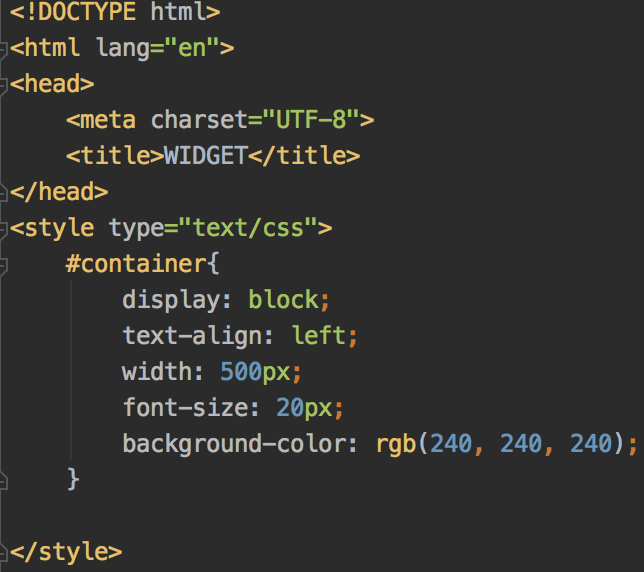 <!DOCTYPE html>
<html lang="en">
<head>
    <meta charset="UTF-8">
    <title>WIDGET</title>
</head>
<style type="text/css">
    #container{
        display: block;
        text-align: left;
        width: 500px;
        font-size: 20px;
        background-color: rgb(240, 240, 240);
    }

</style>